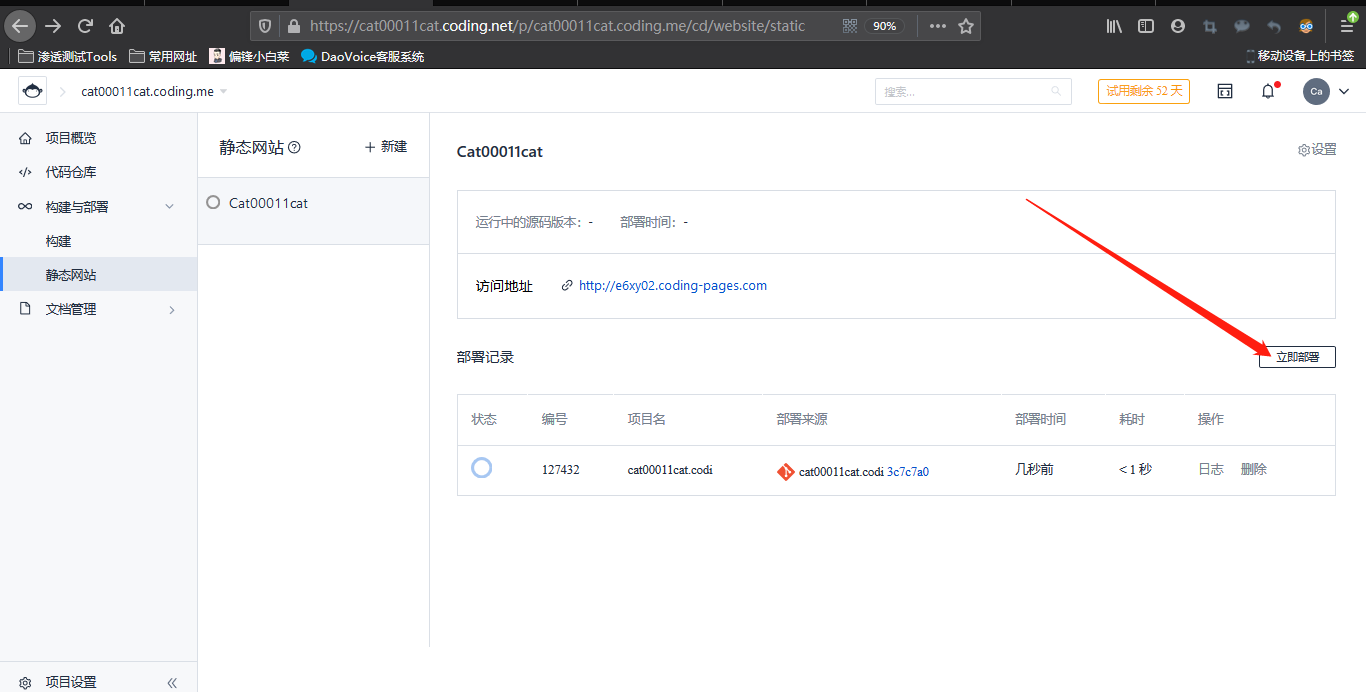 https://cat00011cat.coding.net/p/cat00011cat.coding.me/cd/website/static
90%
渗透测试Tools
常用网址
偏锋小白菜
DaoVoice客服系统
移动设备上的书签
cat00011cat.coding.me
搜索...
试用剩余 52 天
Ca
项目概览
代码仓库
构建与部署
构建
静态网站
文档管理
项目设置
静态网站
新建
Cat00011cat
Cat00011cat
设置
运行中的源码版本： -
部署时间： -
访问地址
http://e6xy02.coding-pages.com
部署记录
立即部署
状态 编号 项目名 部署来源 部署时间 耗时 操作
127432 cat00011cat.codi cat00011cat.codi 3c7c7a0 几秒前 < 1 秒 日志 删除